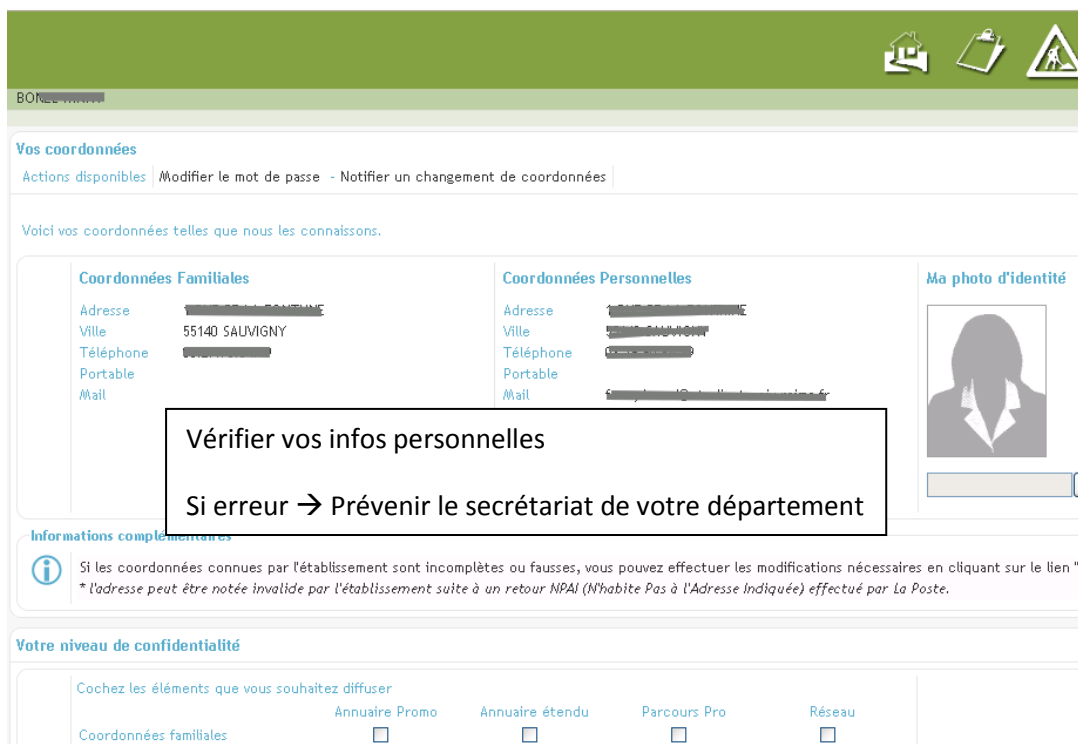 Vos coordonnées
Actions disponibles Modifier le mot de passe - Notifier un changement de coordonnées
Voici vos coordonnées telles que nous les connaissons.
Coordonnées Familiales
Adresse
Ville 55140 SAUVIGNY
Téléphone
Portable
Mail
Coordonnées Personnelles
Adresse
Ville
Téléphone
Portable
Mail
Ma photo d'identité
Vérifier vos infos personnelles
Si erreur → Prévenir le secrétariat de votre département
Informations complémentaires
Si les coordonnées connues par l'établissement sont incomplètes ou fausses, vous pouvez effectuer les modifications nécessaires en cliquant sur le lien "
* l'adresse peut être notée invalide par l'établissement suite à un retour NPAI (N'habite Pas à l'Adresse Indiquée) effectué par La Poste.
Votre niveau de confidentialité
Cochez les éléments que vous souhaitez diffuser
Annuaire Promo Annuaire étendu Parcours Pro Réseau
Coordonnées familiales